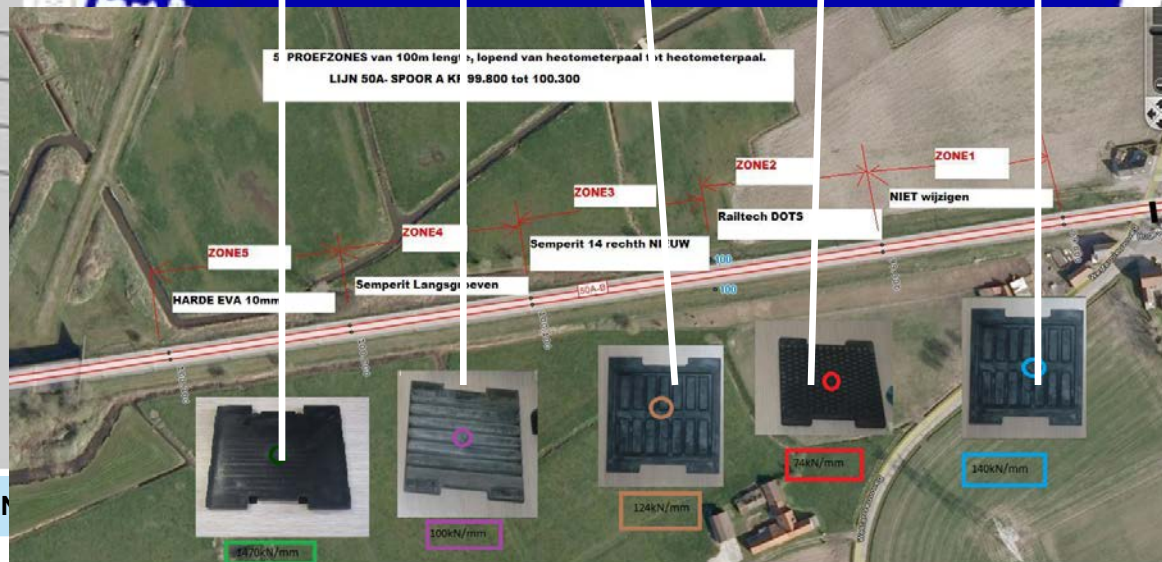 5 PROEFZONES van 100m lengte, lopend van hectometerpaal tot hectometerpaal.
LIJN 50A- SPOOR A KP 99.800 tot 100.300
ZONE1
NIET wijzigen
ZONE2
Railtech DOTS
ZONE3
Semperit 14 rechth NIEUW
ZONE4
Semperit Langsgroeven
ZONE5
HARDE EVA 10mm
100
100
50A-B
74kN/mm
140kN/mm
124kN/mm
100kN/mm
1470kN/mm
N